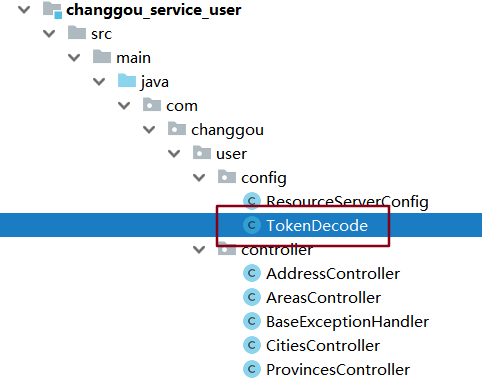 changgou_service_user
src
main
java
com
changgou
user
config
C ResourceServerConfig
C TokenDecode
controller
C AddressController
C AreasController
C BaseExceptionHandler
C CitiesController
C ProvincesController